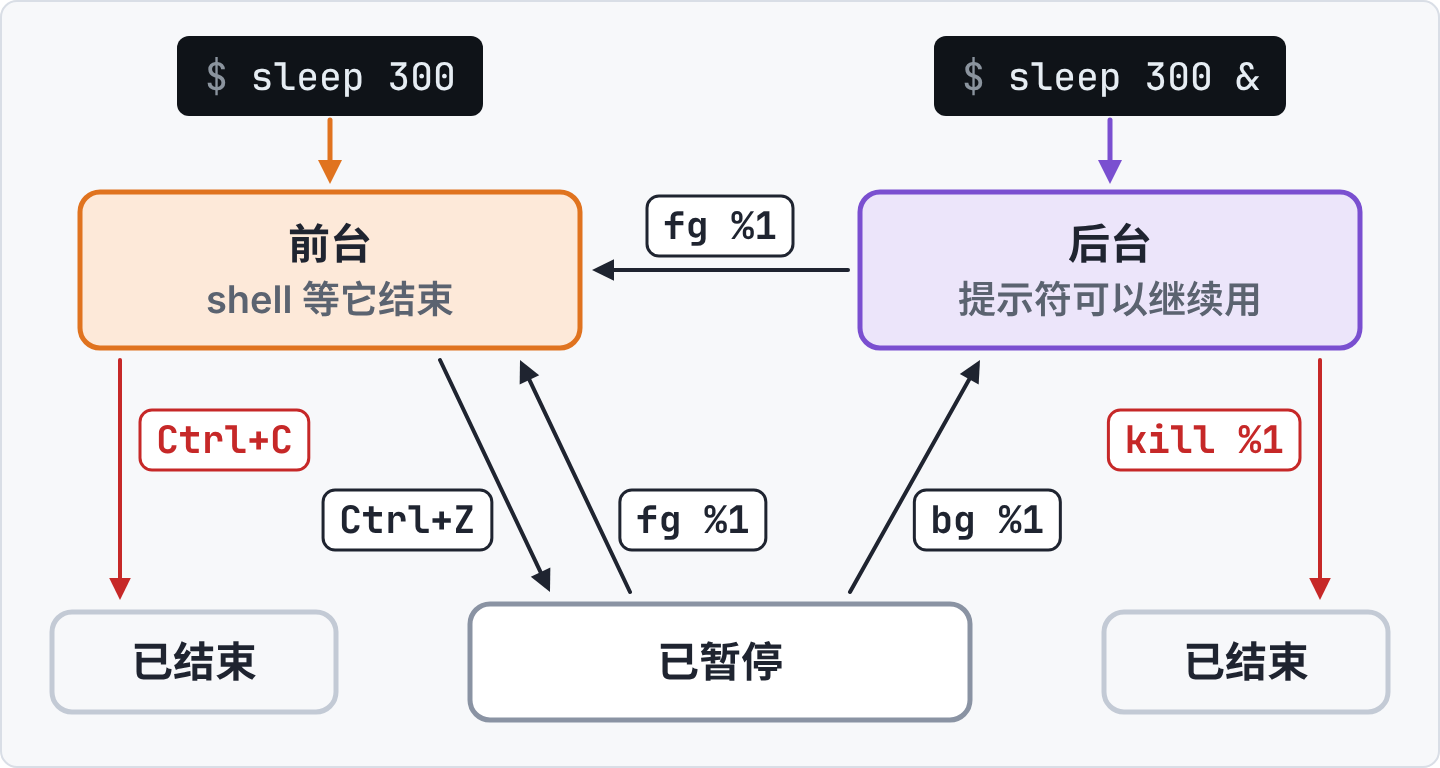 $ sleep 300
$ sleep 300 &
前台
shell 等它结束
fg %1
后台
提示符可以继续用
Ctrl+C
Ctrl+Z
fg %1
bg %1
kill %1
已结束
已暂停
已结束